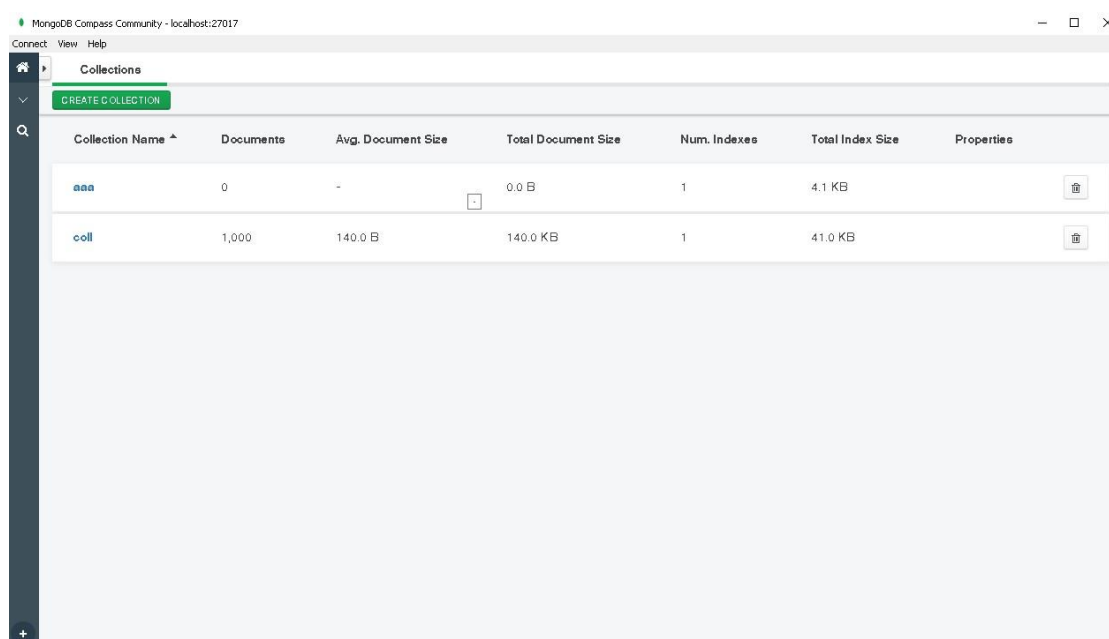 MongoDB Compass Community - localhost:27017
Connect View Help
Collections
CREATE COLLECTION
Collection Name Documents Avg. Document Size Total Document Size Num. Indexes Total Index Size Properties
aaa 0 - 0.0 B 1 4.1 KB
-
coll 1,000 140.0 B 140.0 KB 1 41.0 KB